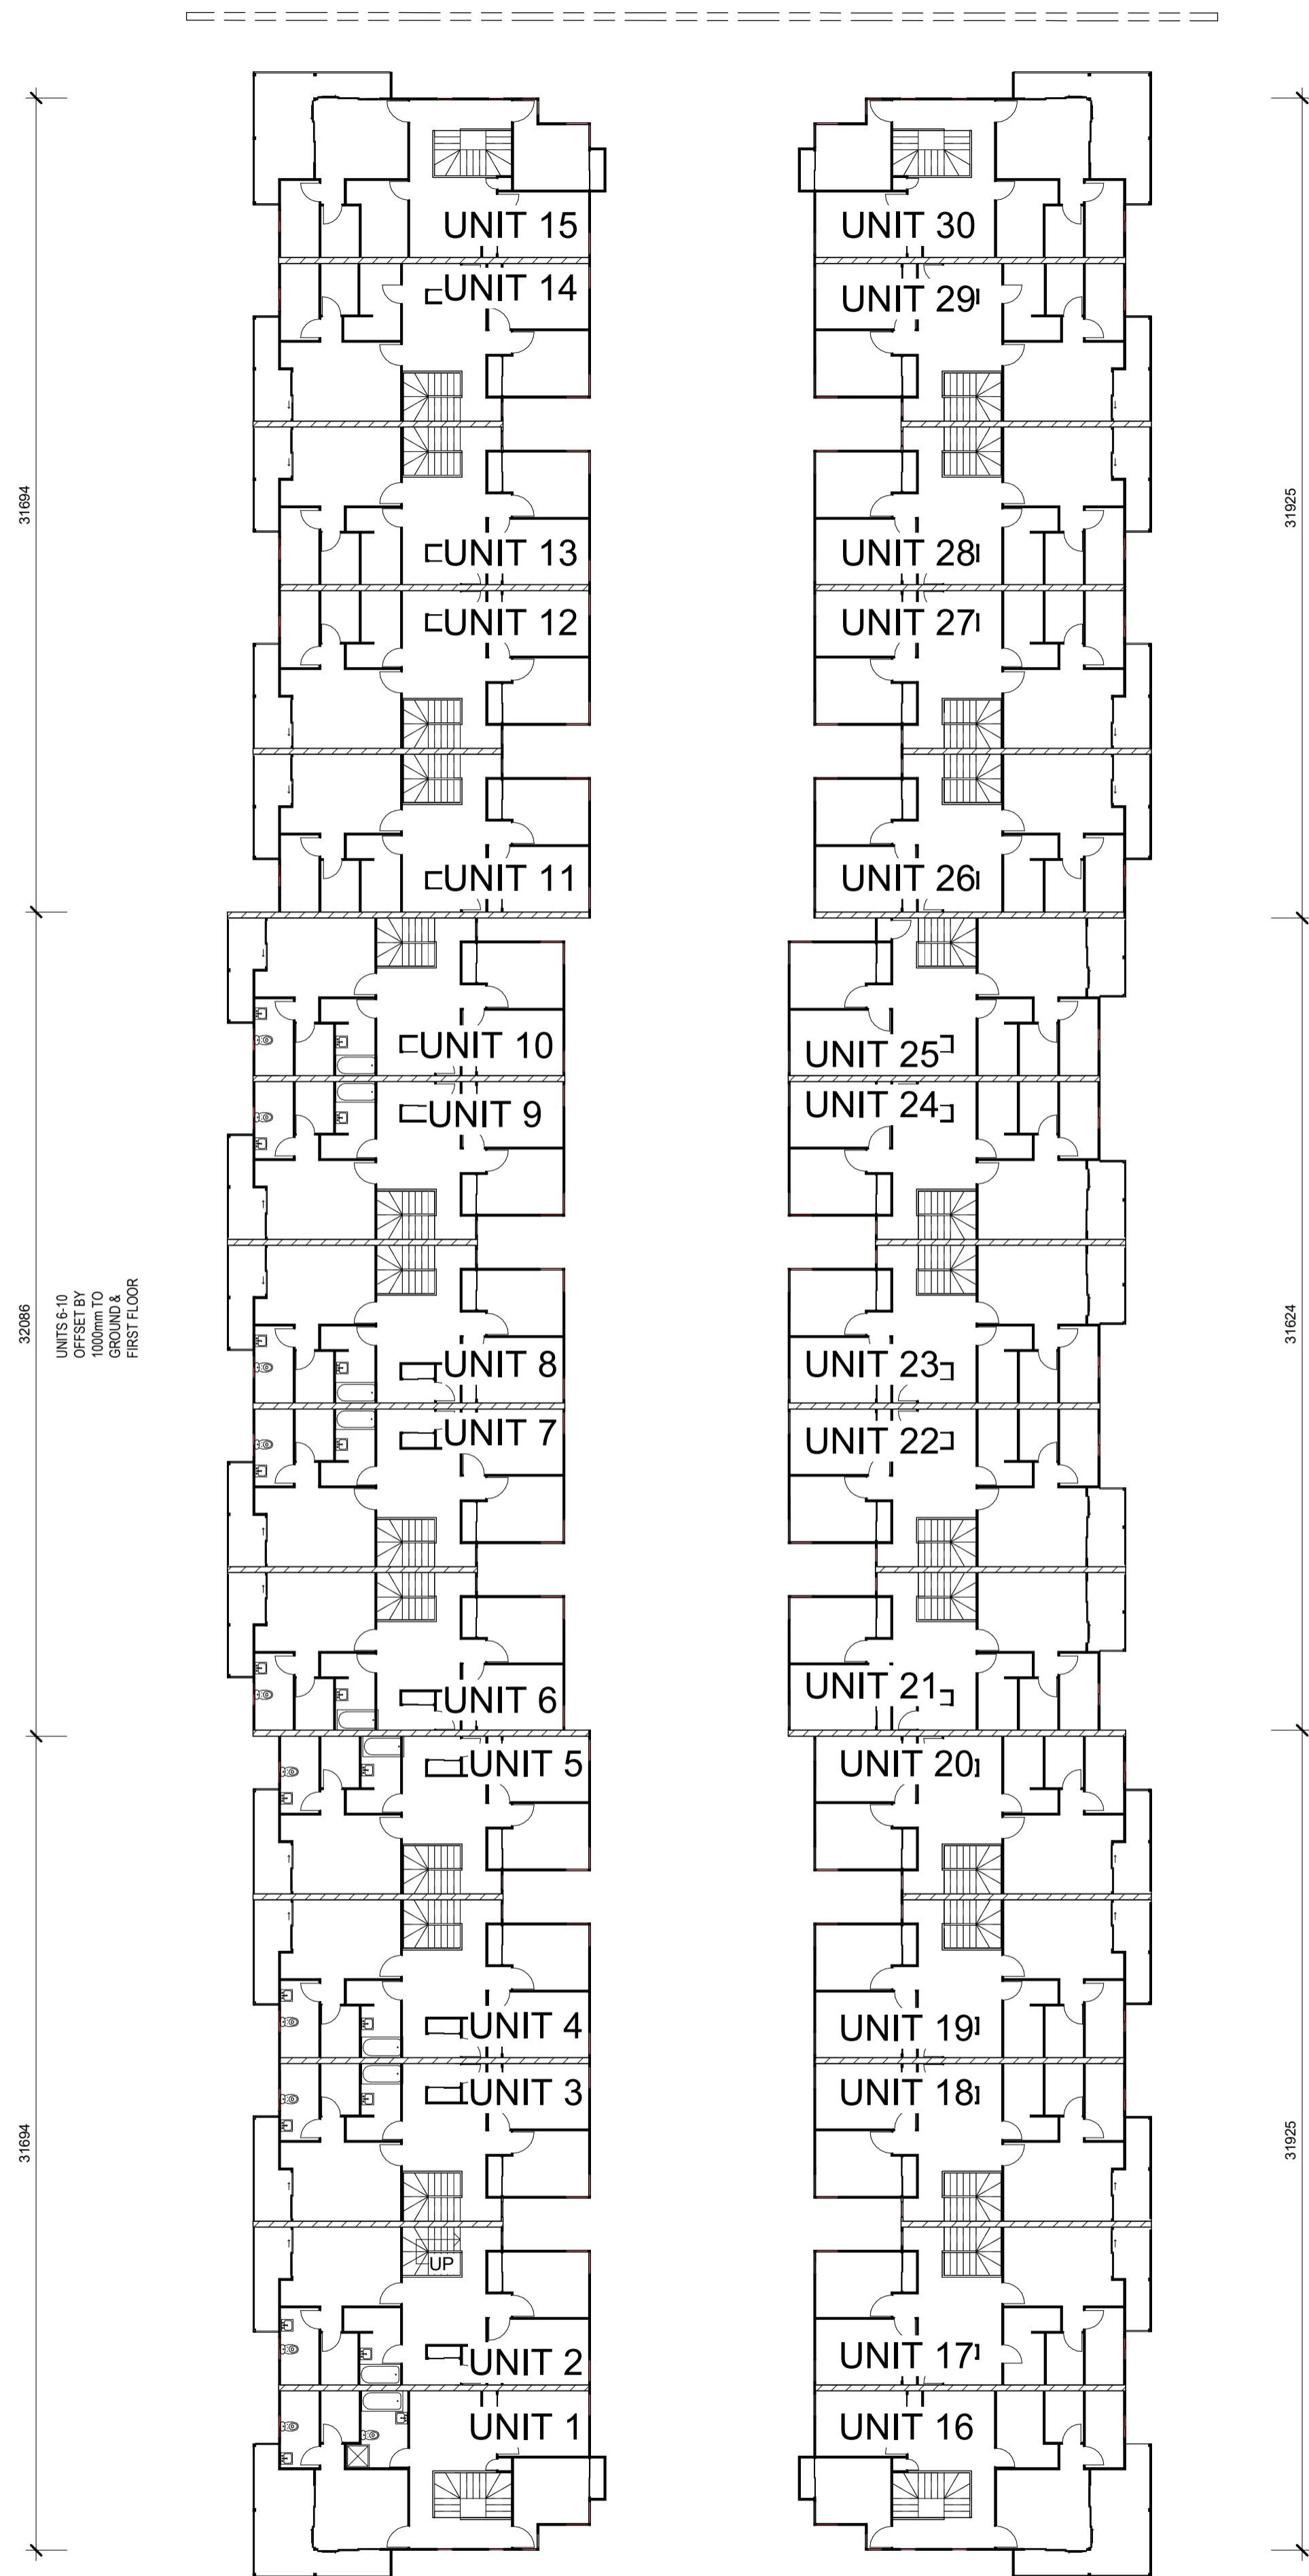 UNIT 15
UNIT 30
UNIT 14
UNIT 29
31694
31925
UNIT 13
UNIT 28
UNIT 12
UNIT 27
UNIT 11
UNIT 26
UNIT 10
UNIT 25
UNIT 9
UNIT 24
32086
UNITS 6-10
OFFSET BY
1000mm TO
GROUND &
FIRST FLOOR
31624
UNIT 8
UNIT 23
UNIT 7
UNIT 22
UNIT 6
UNIT 21
UNIT 5
UNIT 20
UNIT 4
UNIT 19
UNIT 3
UNIT 18
31694
31925
UP
UNIT 2
UNIT 17
UNIT 1
UNIT 16